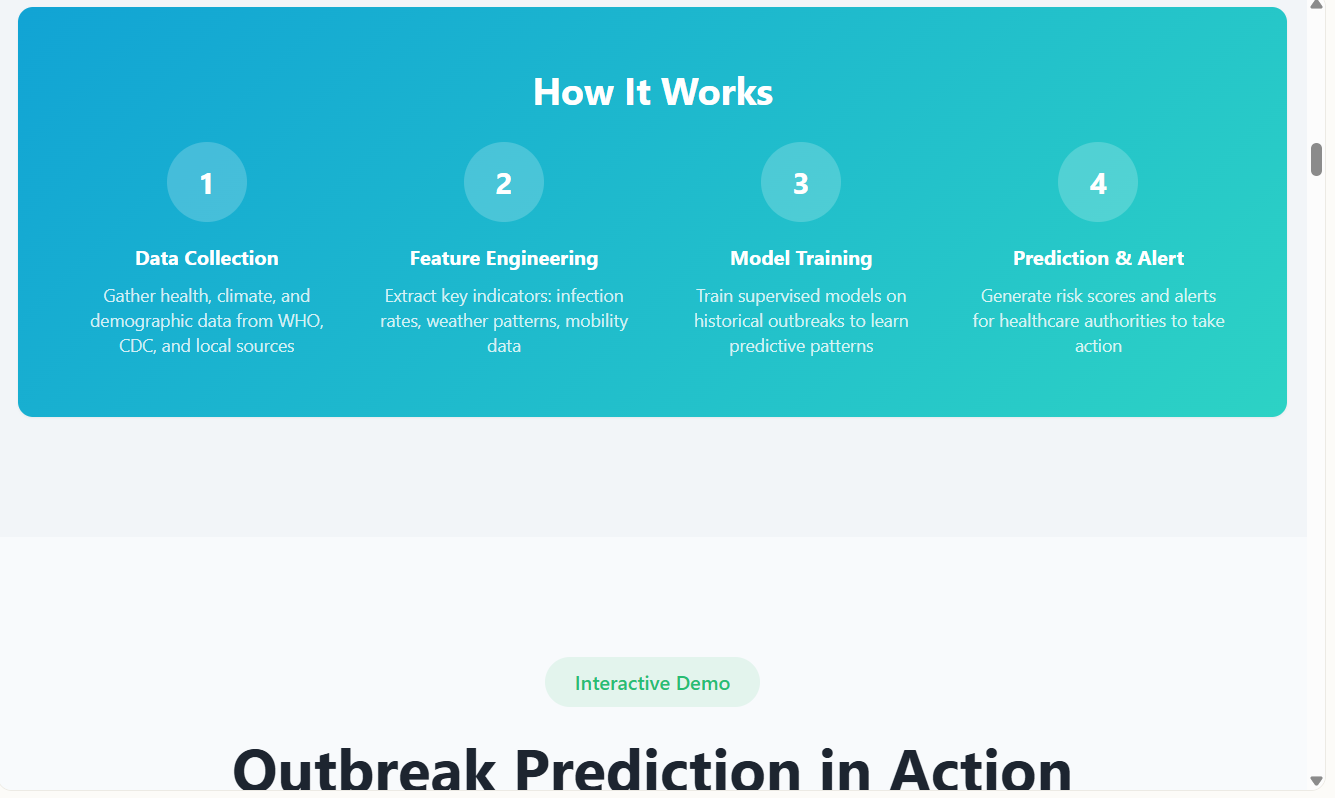 How It Works
1
2
3
4
Data Collection
Gather health, climate, and
demographic data from WHO,
CDC, and local sources
Feature Engineering
Extract key indicators: infection
rates, weather patterns, mobility
data
Model Training
Train supervised models on
historical outbreaks to learn
predictive patterns
Prediction & Alert
Generate risk scores and alerts
for healthcare authorities to take
action
Interactive Demo
Outbreak Prediction in Action